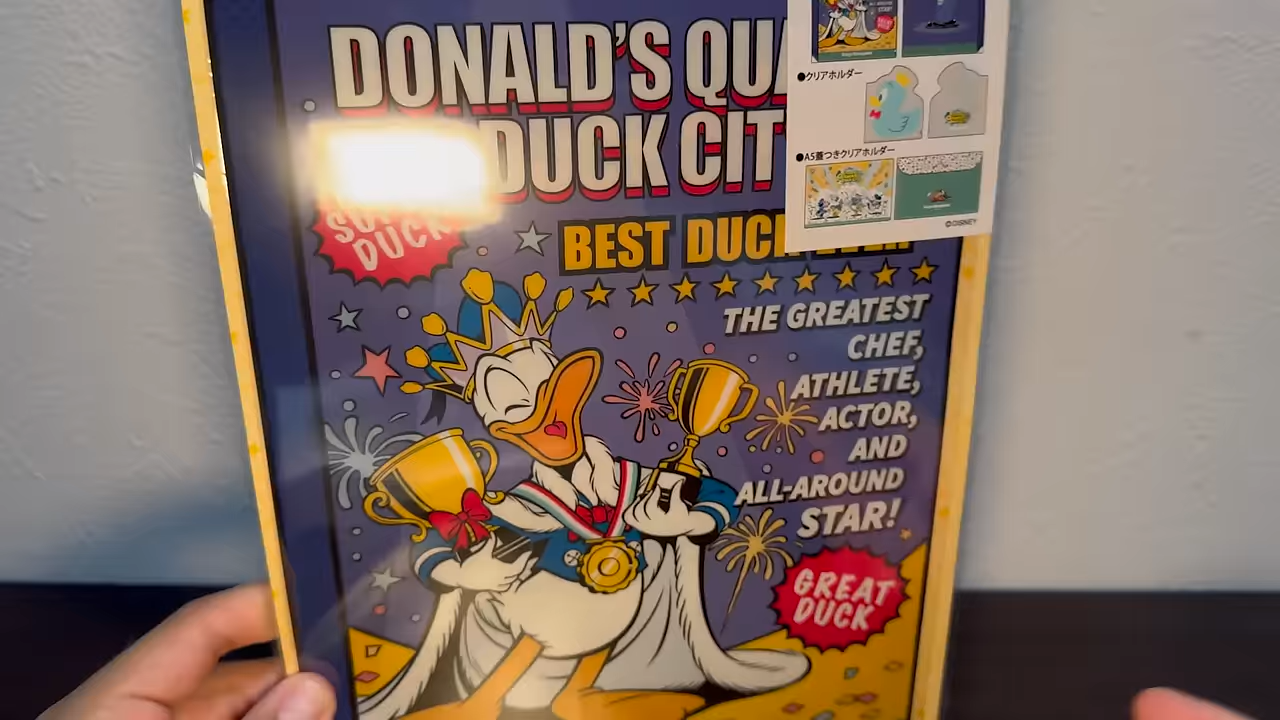 DONALD'S QUA
DUCK CIT
DUCK
BEST DUCK
THE GREATEST
CHEF,
ATHLETE,
ACTOR,
AND
ALL-AROUND
STAR!
GREAT
DUCK
●クリアホルダー
●A5蓋つきクリアホルダー
©DISNEY